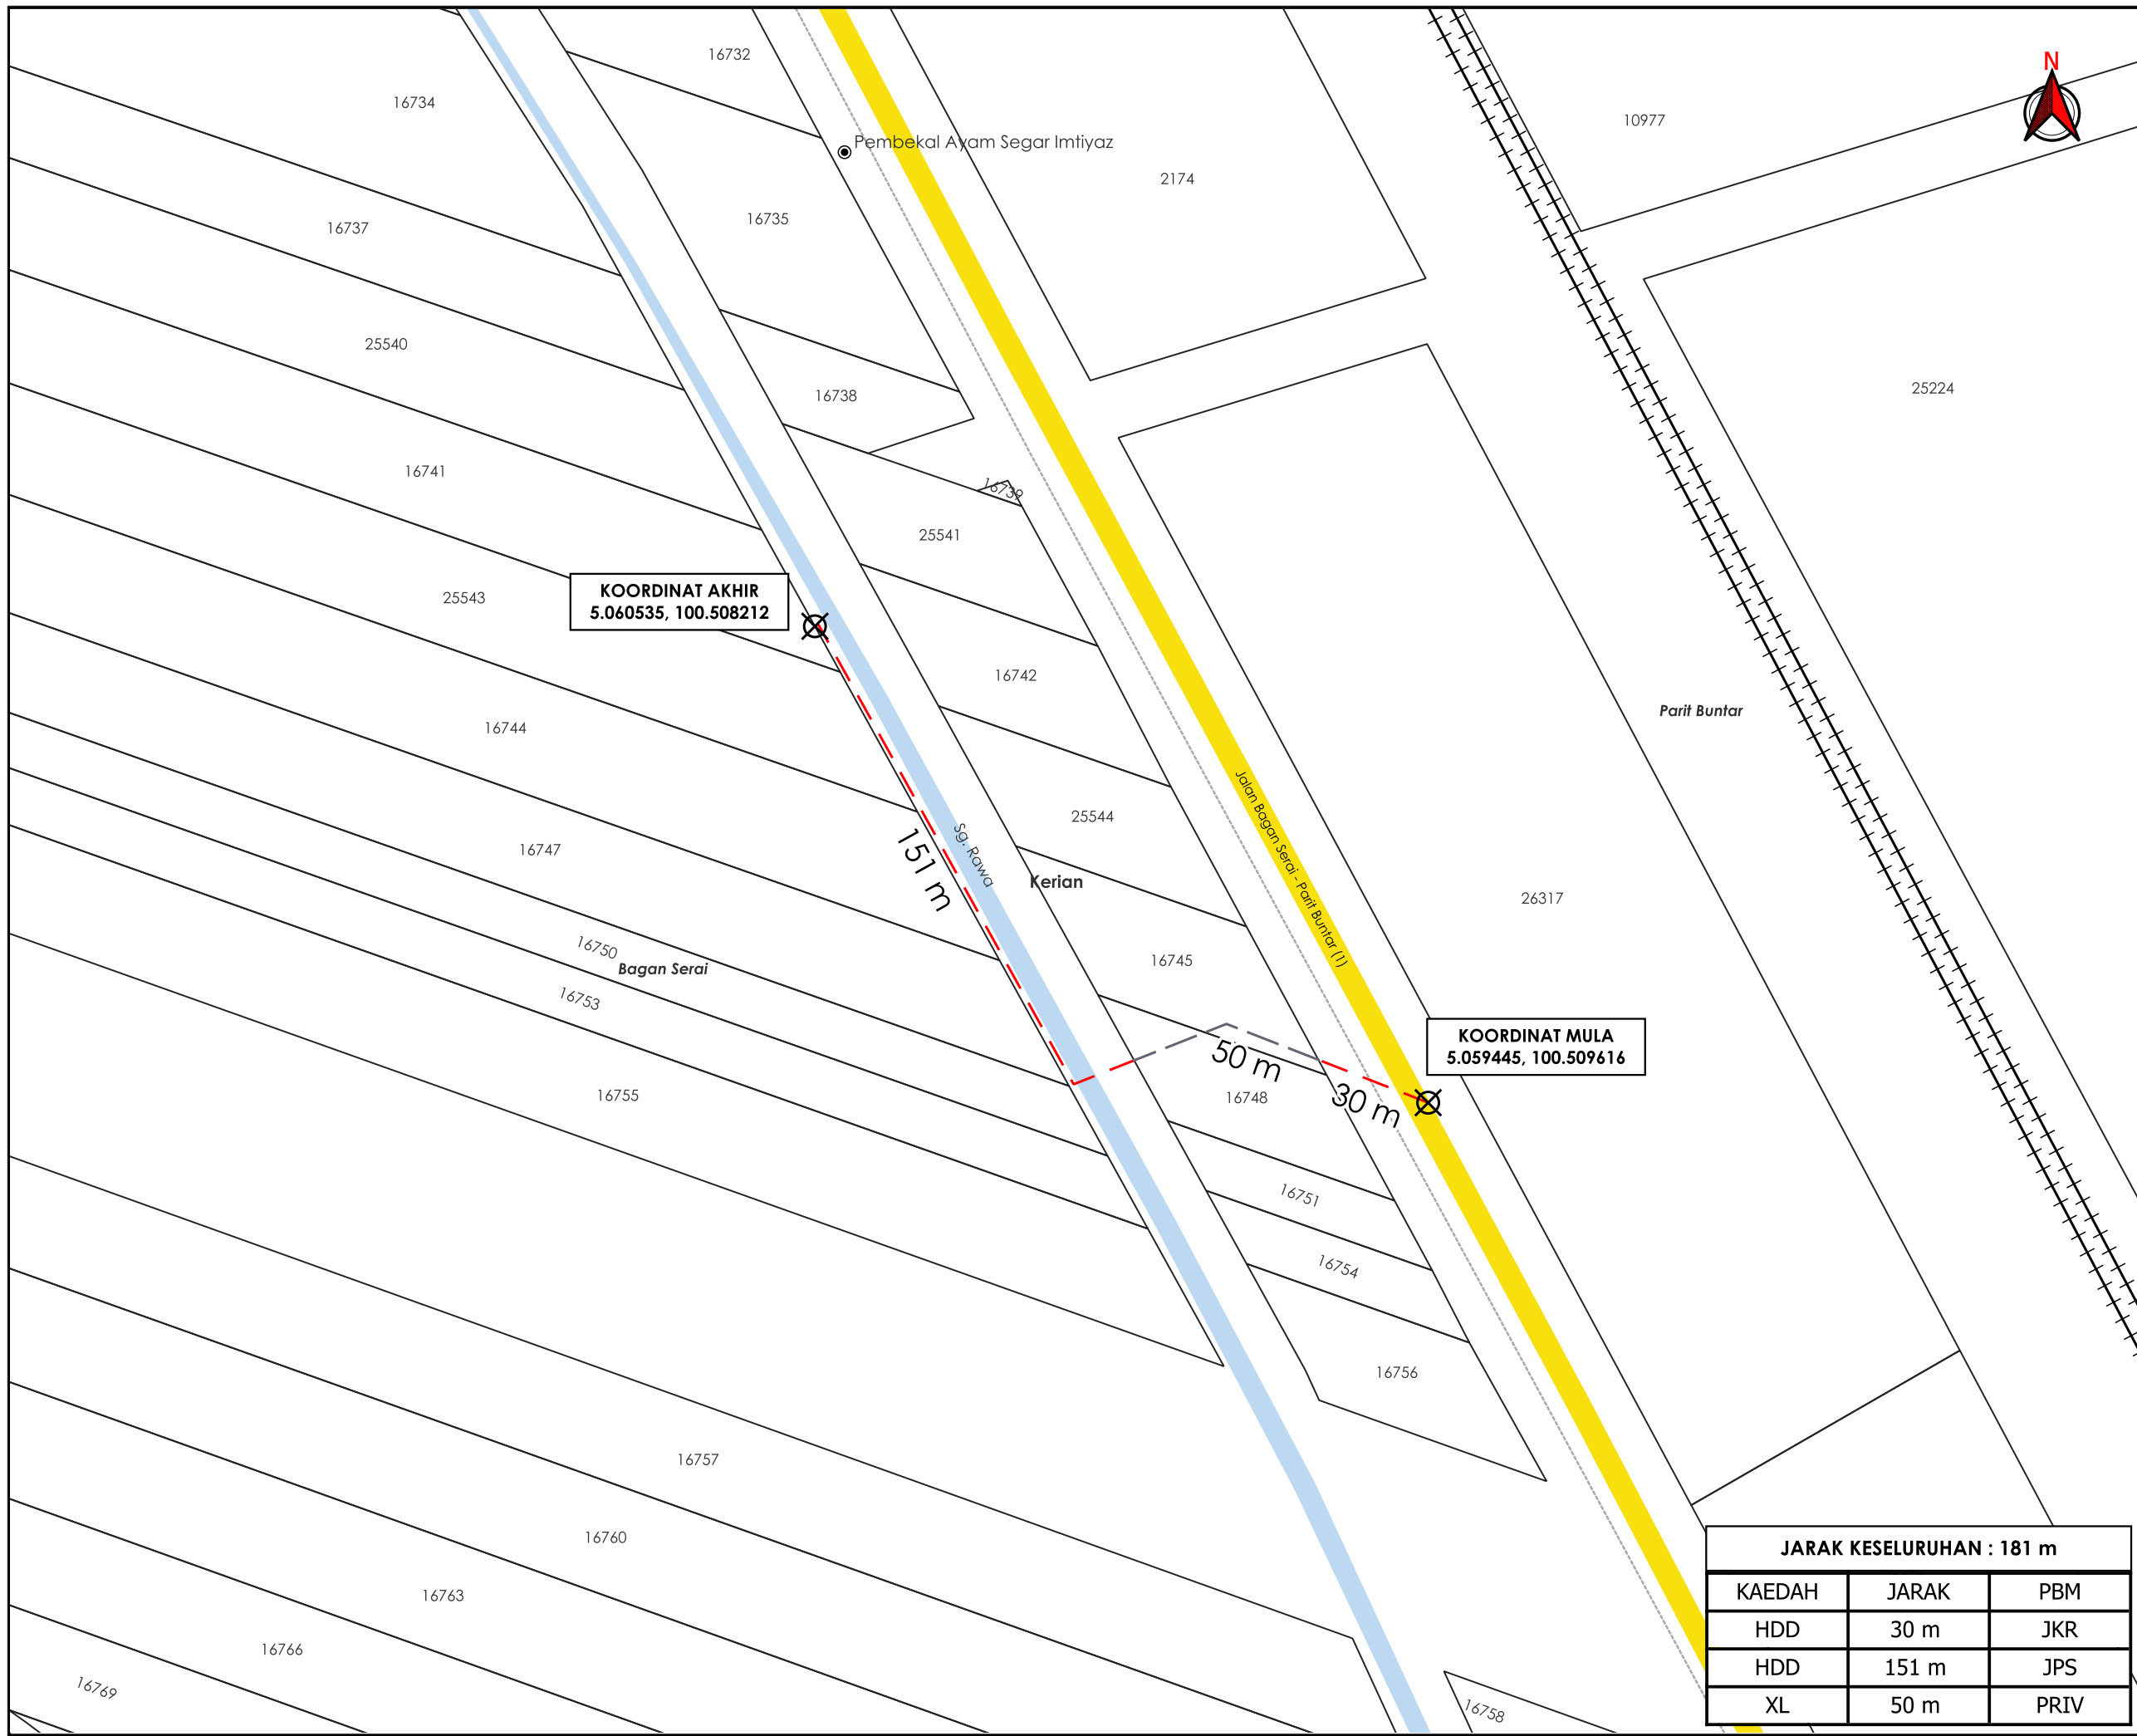 16732
N
16734
10977
Pembekal Ayam Segar Imtiyaz
2174
16735
16737
25540
25224
16738
16741
16739
25541
KOORDINAT AKHIR
5.060535, 100.508212
25543
16742
Parit Buntar
16744
25544
Jalan Bagan Serai - Parit Buntar (1)
Sg. Rawa
151 m
16747
Kerian
26317
16750
Bagan Serai
16745
16753
KOORDINAT MULA
5.059445, 100.509616
50 m
16755
16748
30 m
16751
16754
16756
16757
16760
16763
16766
16769
16758
JARAK KESELURUHAN : 181 m
KAEDAH JARAK PBM
HDD 30 m JKR
HDD 151 m JPS
XL 50 m PRIV